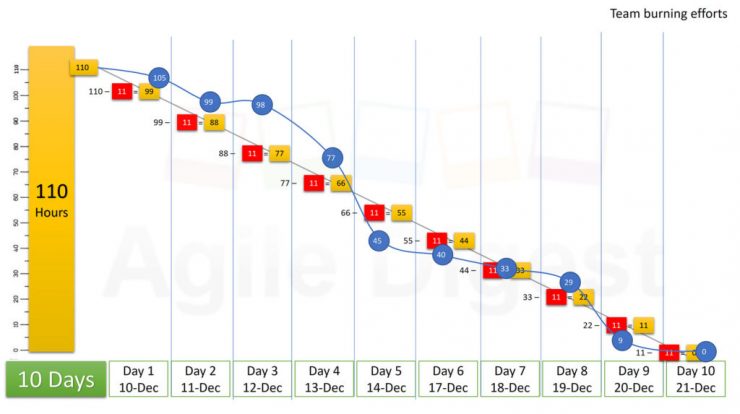 Team burning efforts
110
100
90
80
70
60
50
40
30
20
10
0
110
Hours
110
110 – 11 = 99
105
99 – 11 = 88
99
88 – 11 = 77
98
77 – 11 = 66
77
66 – 11 = 55
45
55 – 11 = 44
40
44 – 11 33
33
33 – 11 = 22
29
22 – 11 = 11
9
11 – 11 =
0
Agile Digest
10 Days
Day 1
10-Dec
Day 2
11-Dec
Day 3
12-Dec
Day 4
13-Dec
Day 5
14-Dec
Day 6
17-Dec
Day 7
18-Dec
Day 8
19-Dec
Day 9
20-Dec
Day 10
21-Dec